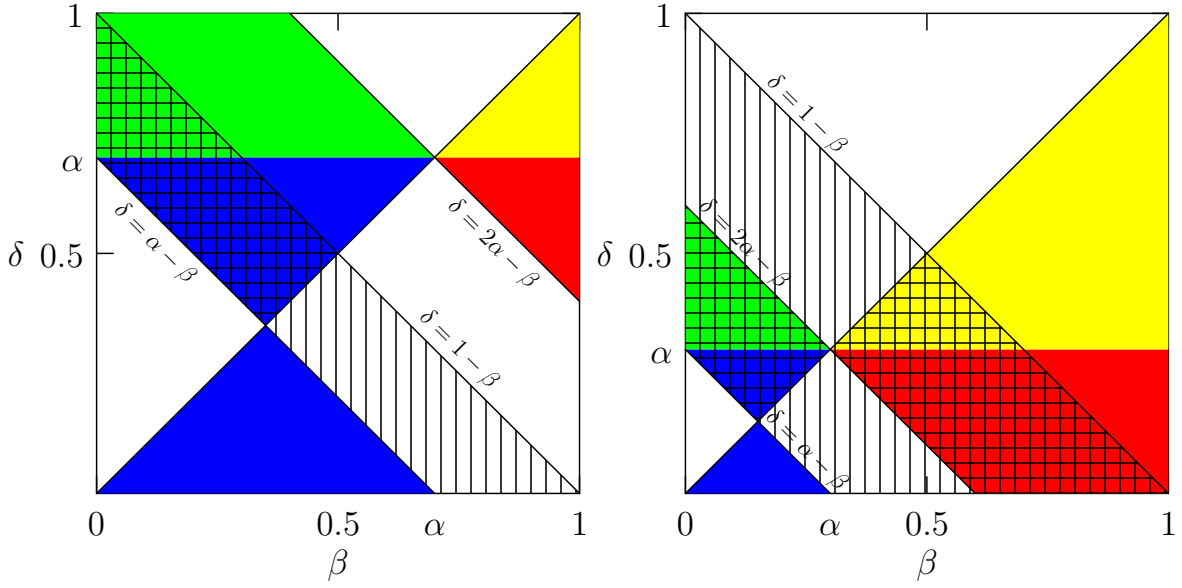 1
α
δ 0.5
0
0.5
α
1
β
δ = α − β
δ = 2α − β
δ = 1 − β
1
δ 0.5
α
0
α
0.5
1
β
δ = 1 − β
δ = 2α − β
δ = α − β